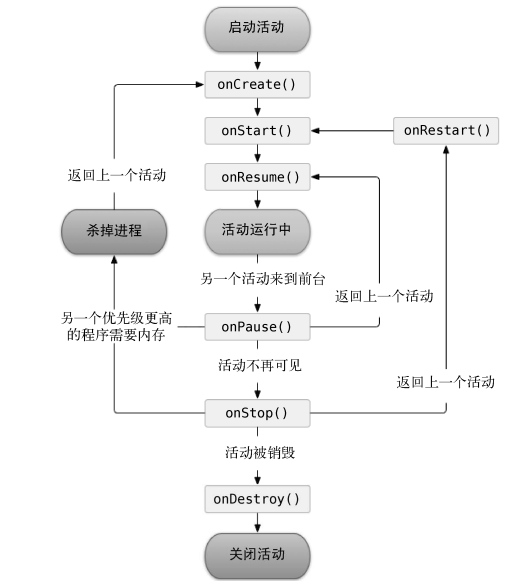 启动活动
onCreate()
onStart()
onRestart()
返回上一个活动
onResume()
杀掉进程
活动运行中
另一个活动来到前台
返回上一个活动
另一个优先级更高
的程序需要内存
onPause()
活动不再可见
返回上一个活动
onStop()
活动被销毁
onDestroy()
关闭活动